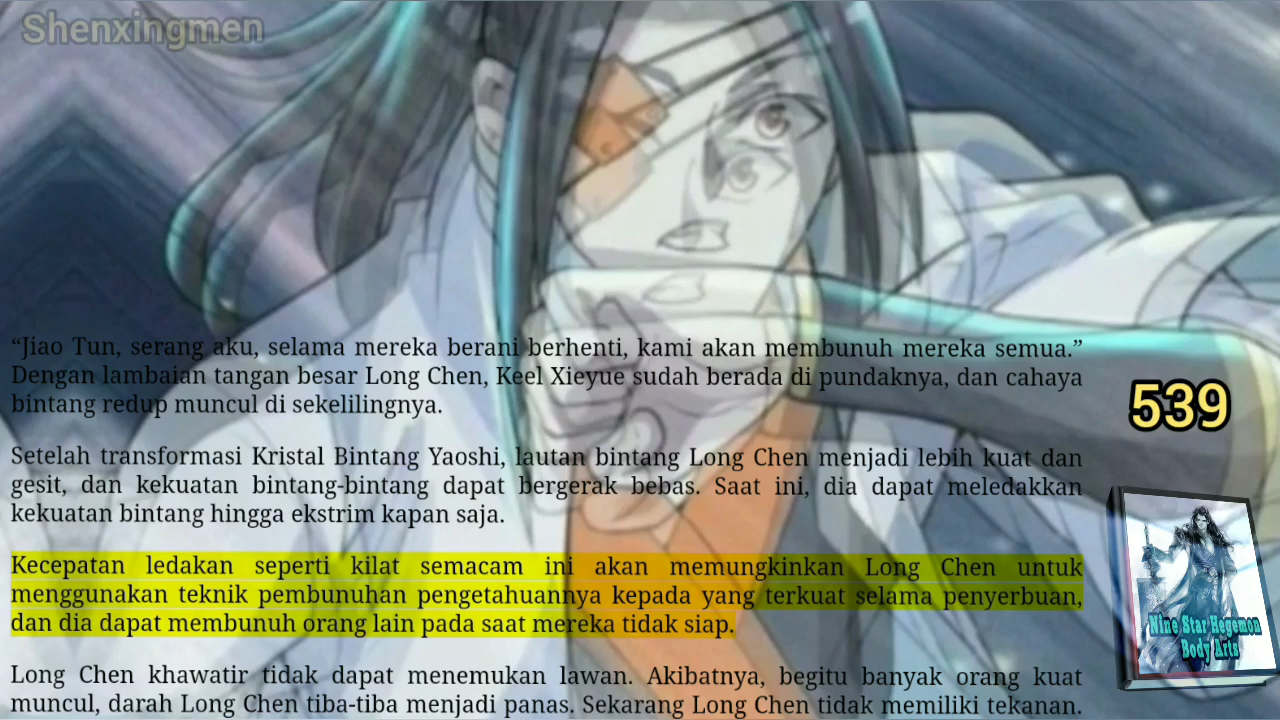 Shenxingmen
“Jiao Tun, serang aku, selama mereka berani berhenti, kami akan membunuh mereka semua.”
Dengan lambaian tangan besar Long Chen, Keel Xieyue sudah berada di pundaknya, dan cahaya
bintang redup muncul di sekelilingnya.
Setelah transformasi Kristal Bintang Yaoshi, lautan bintang Long Chen menjadi lebih kuat dan
gesit, dan kekuatan bintang-bintang dapat bergerak bebas. Saat ini, dia dapat meledakkan
kekuatan bintang hingga ekstrim kapan saja.
Kecepatan ledakan seperti kilat semacam ini akan memungkinkan Long Chen untuk
menggunakan teknik pembunuhan pengetahuannya kepada yang terkuat selama penyerbuan,
dan dia dapat membunuh orang lain pada saat mereka tidak siap.
Long Chen khawatir tidak dapat menemukan lawan. Akibatnya, begitu banyak orang kuat
muncul, darah Long Chen tiba-tiba menjadi panas. Sekarang Long Chen tidak memiliki tekanan.
539
Nine Star Hegemon
Body Arts